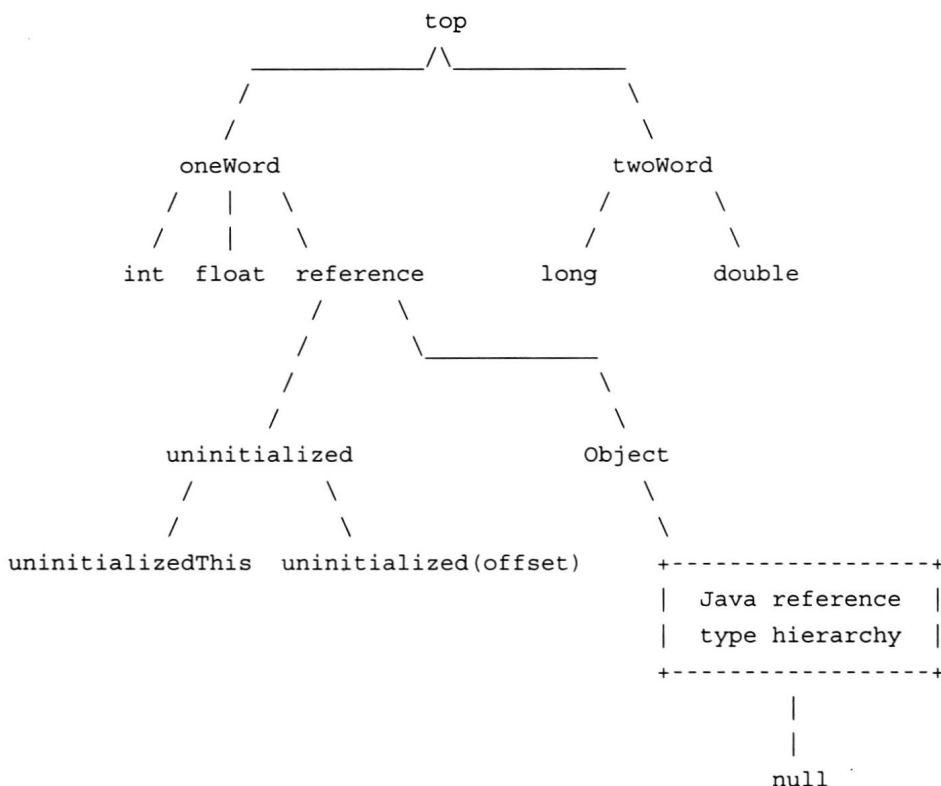 top
oneWord twoWord
int float reference long double
uninitialized Object
uninitializedThis uninitialized(offset)
Java reference
type hierarchy
null